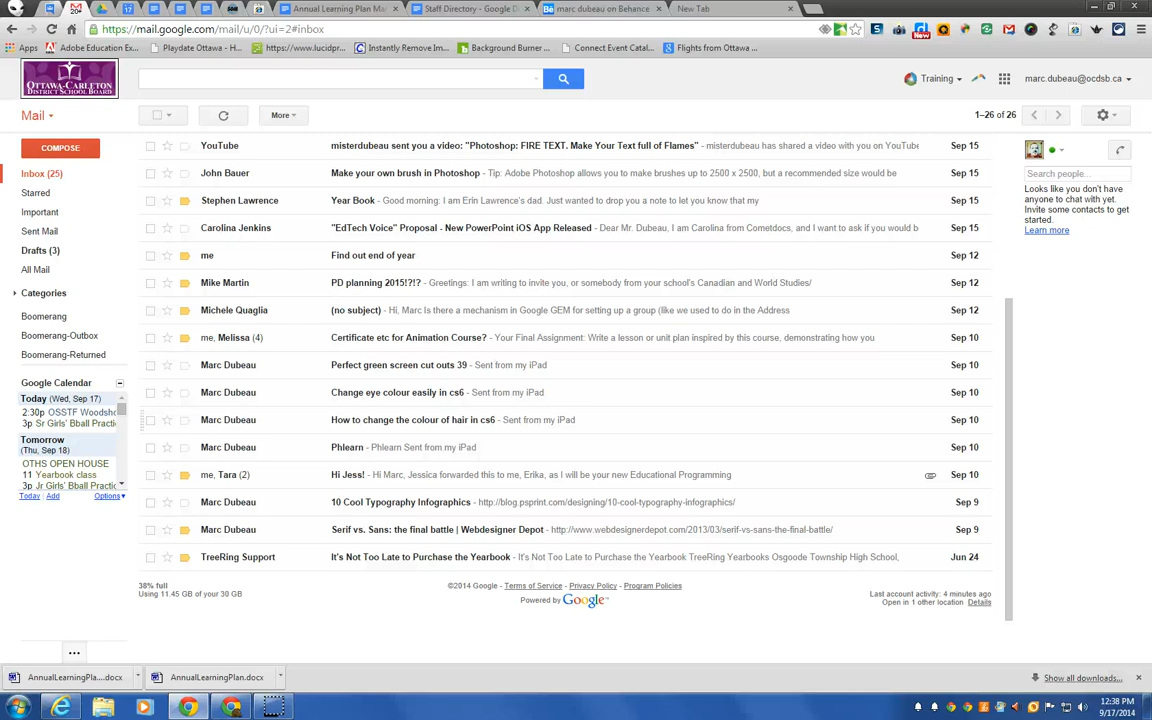 Annual Learning Plan Ma
Staff Directory - Google D
marc dubeau on Behance
New Tab
https://mail.google.com/mail/u/0/?ui=2#inbox
Apps
Adobe Education Ex...
Playdate Ottawa - H...
https://www.lucidpr...
Instantly Remove Im...
Background Burner ...
Connect Event Catal...
Flights from Ottawa ...
OTTAWA-CARLETON
DISTRICT SCHOOL BOARD
Training
marc.dubeau@ocdsb.ca
Mail
More
1–26 of 26
COMPOSE
Inbox (25)
Starred
Important
Sent Mail
Drafts (3)
All Mail
Categories
Boomerang
Boomerang-Outbox
Boomerang-Returned
Google Calendar
Today (Wed, Sep 17)
2:30p OSSTF Woodsho
3p Sr Girls' Bball Practic
Tomorrow
(Thu, Sep 18)
OTHS OPEN HOUSE
11 Yearbook class
3p Jr Girls' Bball Practic
Today | Add
Options
YouTube misterdubeau sent you a video: "Photoshop: FIRE TEXT. Make Your Text full of Flames" - misterdubeau has shared a video with you on YouTube Sep 15
John Bauer Make your own brush in Photoshop - Tip: Adobe Photoshop allows you to make brushes up to 2500 x 2500, but a recommended size would be Sep 15
Stephen Lawrence Year Book - Good morning: I am Erin Lawrence's dad. Just wanted to drop you a note to let you know that my Sep 15
Carolina Jenkins "EdTech Voice" Proposal - New PowerPoint iOS App Released - Dear Mr. Dubeau, I am Carolina from Cometdocs, and I want to ask if you would b Sep 15
me Find out end of year Sep 12
Mike Martin PD planning 2015!?!? - Greetings: I am writing to invite you, or somebody from your school's Canadian and World Studies/ Sep 12
Michele Quaglia (no subject) - Hi, Marc Is there a mechanism in Google GEM for setting up a group (like we used to do in the Address Sep 12
me, Melissa (4) Certificate etc for Animation Course? - Your Final Assignment: Write a lesson or unit plan inspired by this course, demonstrating how you Sep 10
Marc Dubeau Perfect green screen cut outs 39 - Sent from my iPad Sep 10
Marc Dubeau Change eye colour easily in cs6 - Sent from my iPad Sep 10
Marc Dubeau How to change the colour of hair in cs6 - Sent from my iPad Sep 10
Marc Dubeau Phlearn - Phlearn Sent from my iPad Sep 10
me, Tara (2) Hi Jess! - Hi Marc, Jessica forwarded this to me, Erika, as I will be your new Educational Programming Sep 10
Marc Dubeau 10 Cool Typography Infographics - http://blog.psprint.com/designing/10-cool-typography-infographics/ Sep 9
Marc Dubeau Serif vs. Sans: the final battle | Webdesigner Depot - http://www.webdesignerdepot.com/2013/03/serif-vs-sans-the-final-battle/ Sep 9
TreeRing Support It's Not Too Late to Purchase the Yearbook - It's Not Too Late to Purchase the Yearbook TreeRing Yearbooks Osgoode Township High School, Jun 24
38% full
Using 11.45 GB of your 30 GB
©2014 Google - Terms of Service - Privacy Policy - Program Policies
Powered by Google™
Last account activity: 4 minutes ago
Open in 1 other location Details
Search people...
Looks like you don't have
anyone to chat with yet.
Invite some contacts to get
started.
Learn more
AnnualLearningPla....docx
AnnualLearningPlan.docx
Show all downloads...
12:38 PM
9/17/2014